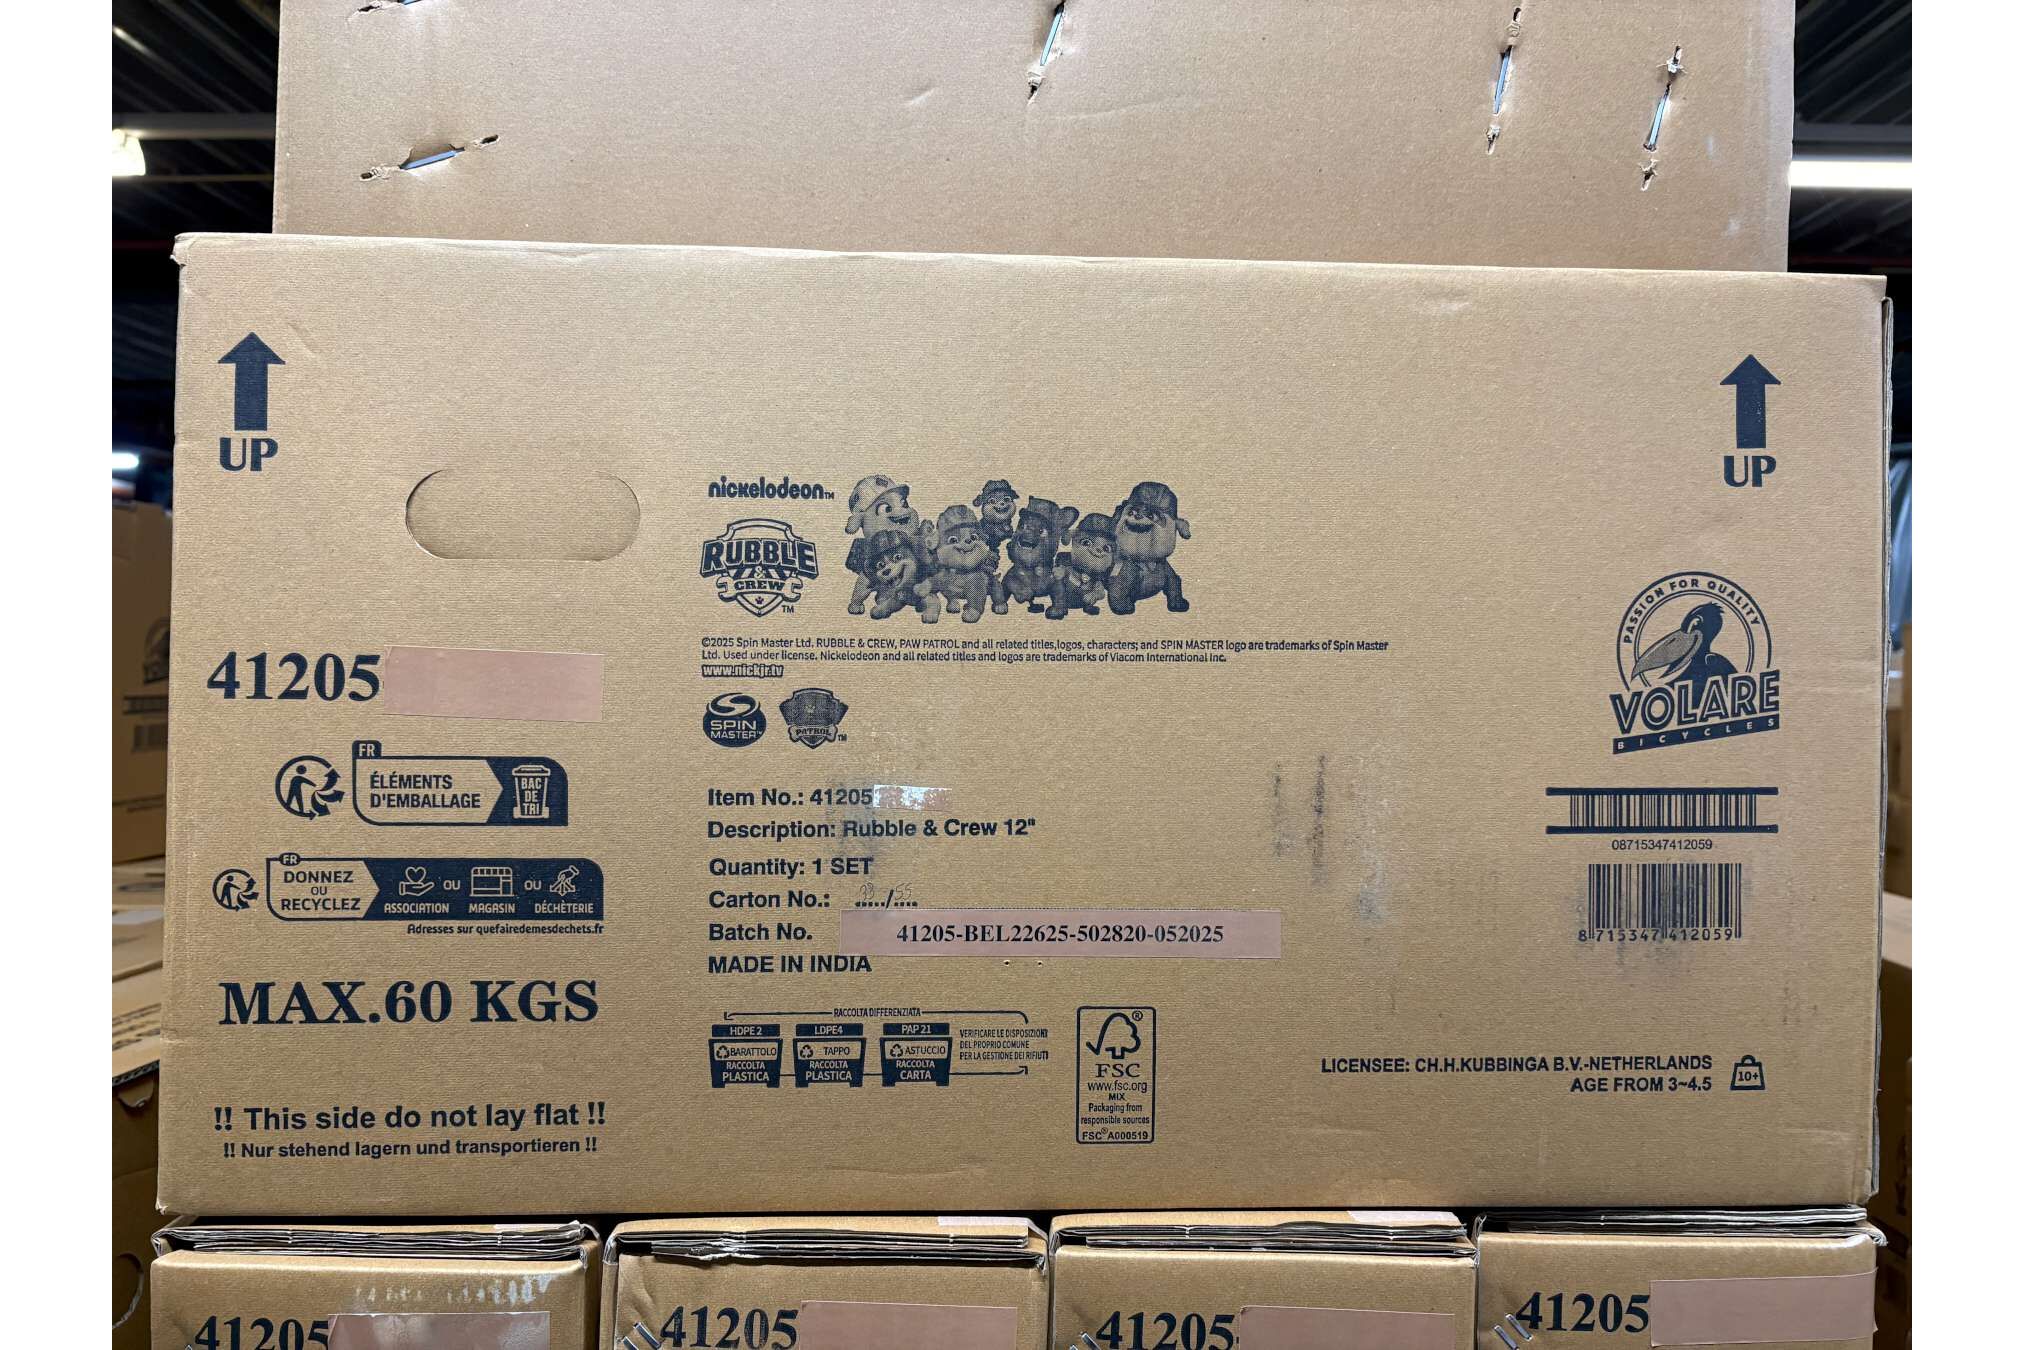 UP
UP
nickelodeon™
RUBBLE
& CREW™
©2025 Spin Master Ltd. RUBBLE & CREW, PAW PATROL and all related titles,logos, characters; and SPIN MASTER logo are trademarks of Spin Master
Ltd. Used under license. Nickelodeon and all related titles and logos are trademarks of Viacom International Inc.
www.nickjr.tv
SPIN
MASTER™
PATROL™
41205
FR
ÉLÉMENTS
D'EMBALLAGE
BAC
DE
TRI
FR
DONNEZ
OU
RECYCLEZ
ASSOCIATION OU MAGASIN OU DÉCHÈTERIE
Adresses sur quefairedemesdechets.fr
MAX.60 KGS
!! This side do not lay flat !!
!! Nur stehend lagern und transportieren !!
Item No.: 41205
Description: Rubble & Crew 12"
Quantity: 1 SET
Carton No.: /55
Batch No. 41205-BEL22625-502820-052025
MADE IN INDIA
RACCOLTA DIFFERENZIATA
HDPE 2 LDPE4 PAP 21
BARATTOLO TAPPO ASTUCCIO
RACCOLTA RACCOLTA RACCOLTA
PLASTICA PLASTICA CARTA
VERIFICARE LE DISPOSIZIONI
DEL PROPRIO COMUNE
PER LA GESTIONE DEI RIFIUTI
®
FSC
www.fsc.org
MIX
Packaging from
responsible sources
FSC® A000519
PASSION FOR QUALITY
VOLARE
BICYCLES
08715347412059
8 715347 412059
LICENSEE: CH.H.KUBBINGA B.V.-NETHERLANDS
AGE FROM 3~4.5
10+
41205
41205
41205
41205